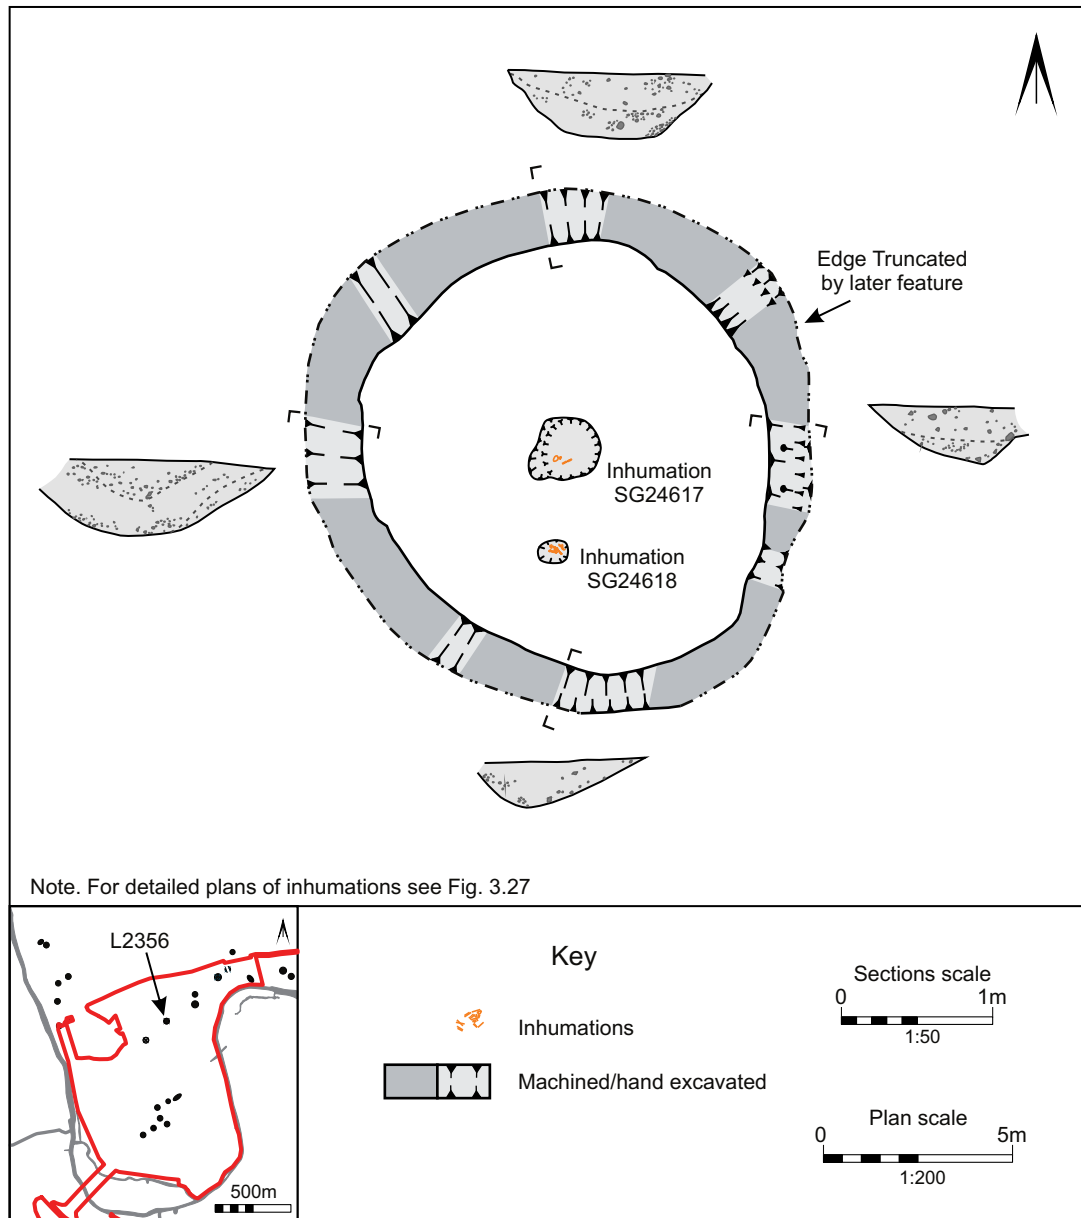 Edge Truncated
by later feature
Inhumation
SG24617
Inhumation
SG24618
Note. For detailed plans of inhumations see Fig. 3.27
L2356
500m
Key
Inhumations
Machined/hand excavated
Sections scale
0 1m
1:50
Plan scale
0 5m
1:200